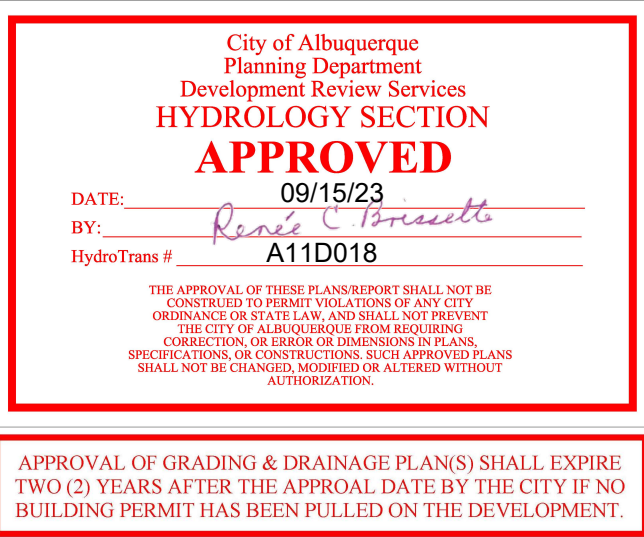 City of Albuquerque
Planning Department
Development Review Services
HYDROLOGY SECTION
APPROVED
DATE: 09/15/23
BY: Renée C. Brissette
HydroTrans # A11D018
THE APPROVAL OF THESE PLANS/REPORT SHALL NOT BE
CONSTRUED TO PERMIT VIOLATIONS OF ANY CITY
ORDINANCE OR STATE LAW, AND SHALL NOT PREVENT
THE CITY OF ALBUQUERQUE FROM REQUIRING
CORRECTION, OR ERROR OR DIMENSIONS IN PLANS,
SPECIFICATIONS, OR CONSTRUCTIONS. SUCH APPROVED PLANS
SHALL NOT BE CHANGED, MODIFIED OR ALTERED WITHOUT
AUTHORIZATION.
APPROVAL OF GRADING & DRAINAGE PLAN(S) SHALL EXPIRE
TWO (2) YEARS AFTER THE APPROAL DATE BY THE CITY IF NO
BUILDING PERMIT HAS BEEN PULLED ON THE DEVELOPMENT.